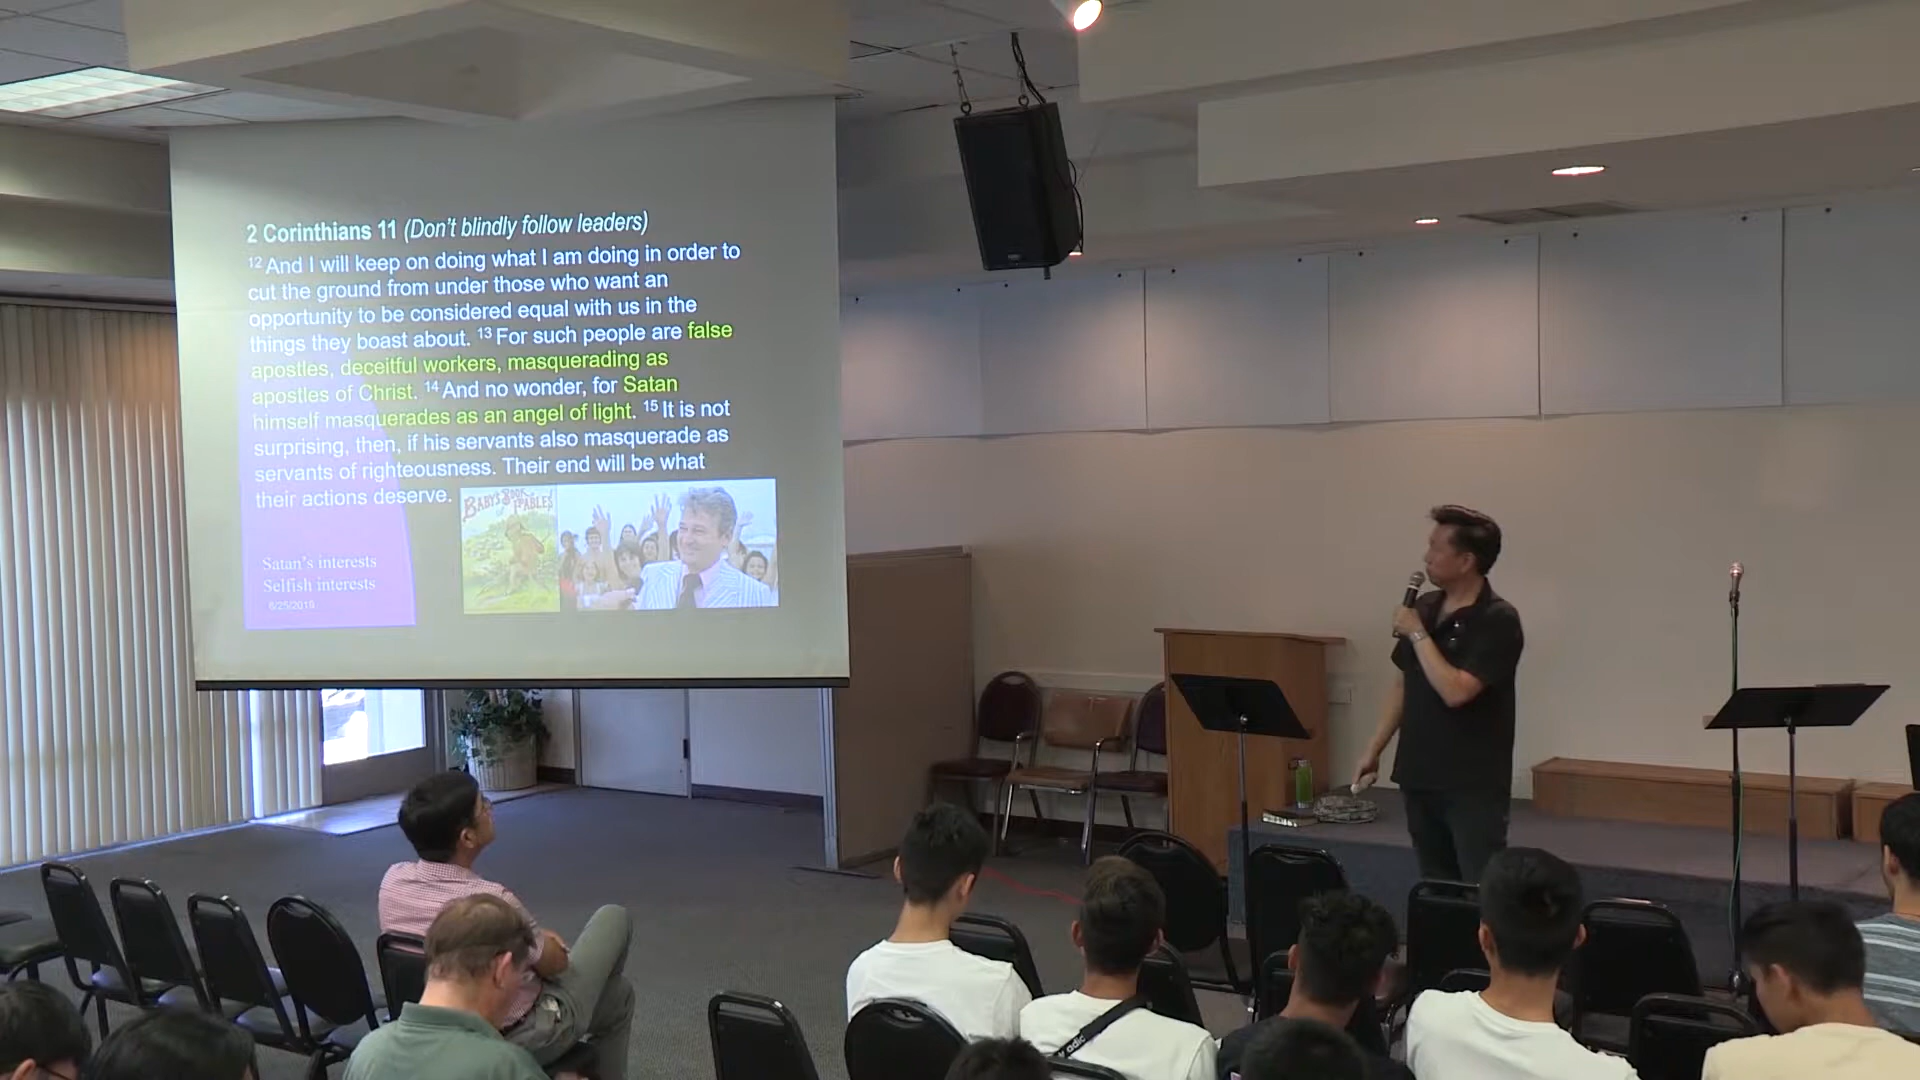 2 Corinthians 11 (Don't blindly follow leaders)
12 And I will keep on doing what I am doing in order to
cut the ground from under those who want an
opportunity to be considered equal with us in the
things they boast about. 13 For such people are false
apostles, deceitful workers, masquerading as
apostles of Christ. 14 And no wonder, for Satan
himself masquerades as an angel of light. 15 It is not
surprising, then, if his servants also masquerade as
servants of righteousness. Their end will be what
their actions deserve.
BABY'S BOOK
OF FABLES
Satan's interests
Selfish interests
8/25/2019
adic